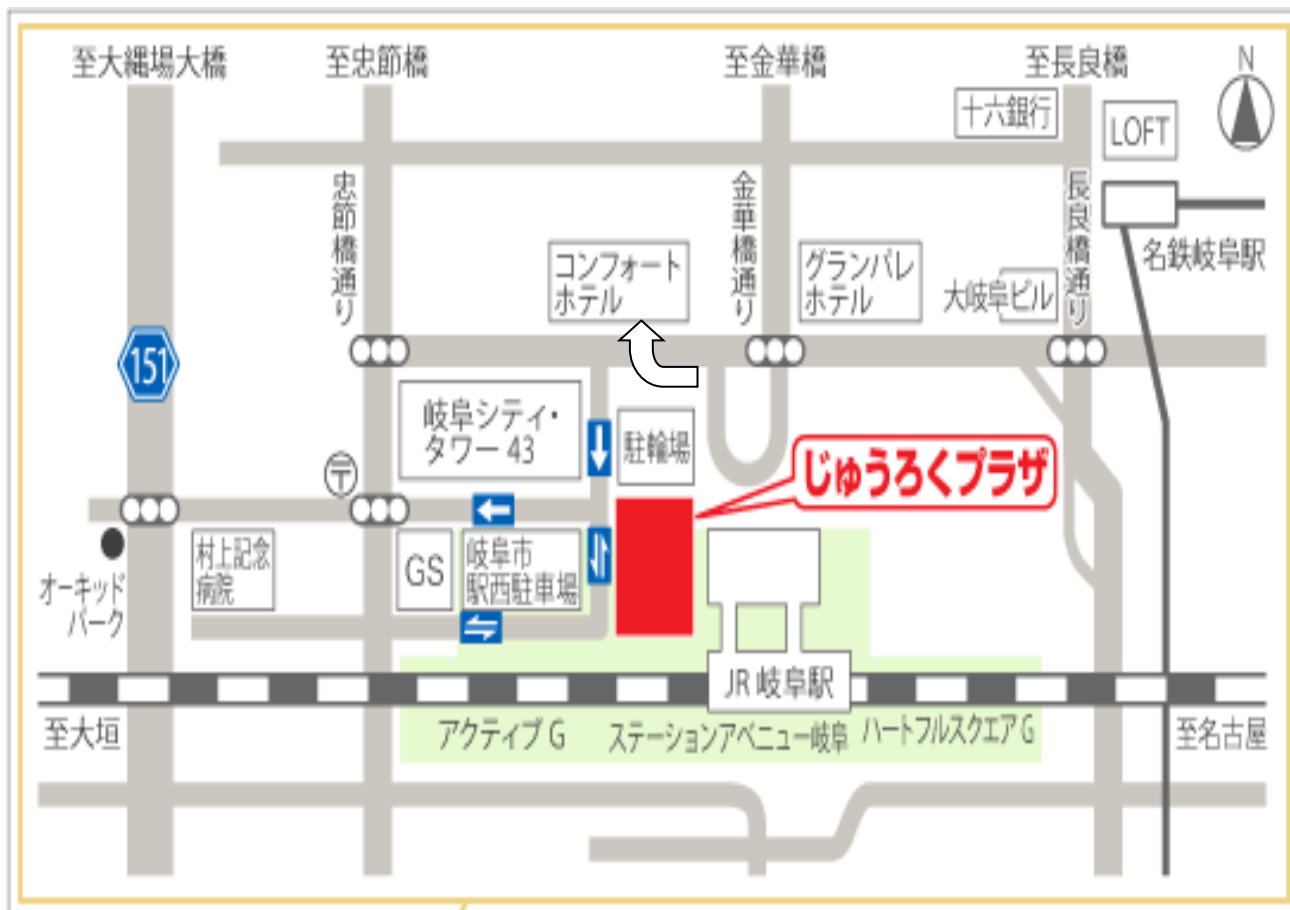 至大縄場大橋
至忠節橋
至金華橋
至長良橋
N
十六銀行
LOFT
忠節橋通り
金華橋通り
長良橋通り
名鉄岐阜駅
コンフォート
ホテル
グランパレ
ホテル
大岐阜ビル
151
岐阜シティ・
タワー 43
駐輪場
じゅうろくプラザ
〒
オーキッド
パーク
村上記念
病院
GS
岐阜市
駅西駐車場
JR 岐阜駅
至大垣
アクティブ G
ステーションアベニュー岐阜
ハートフルスクエア G
至名古屋